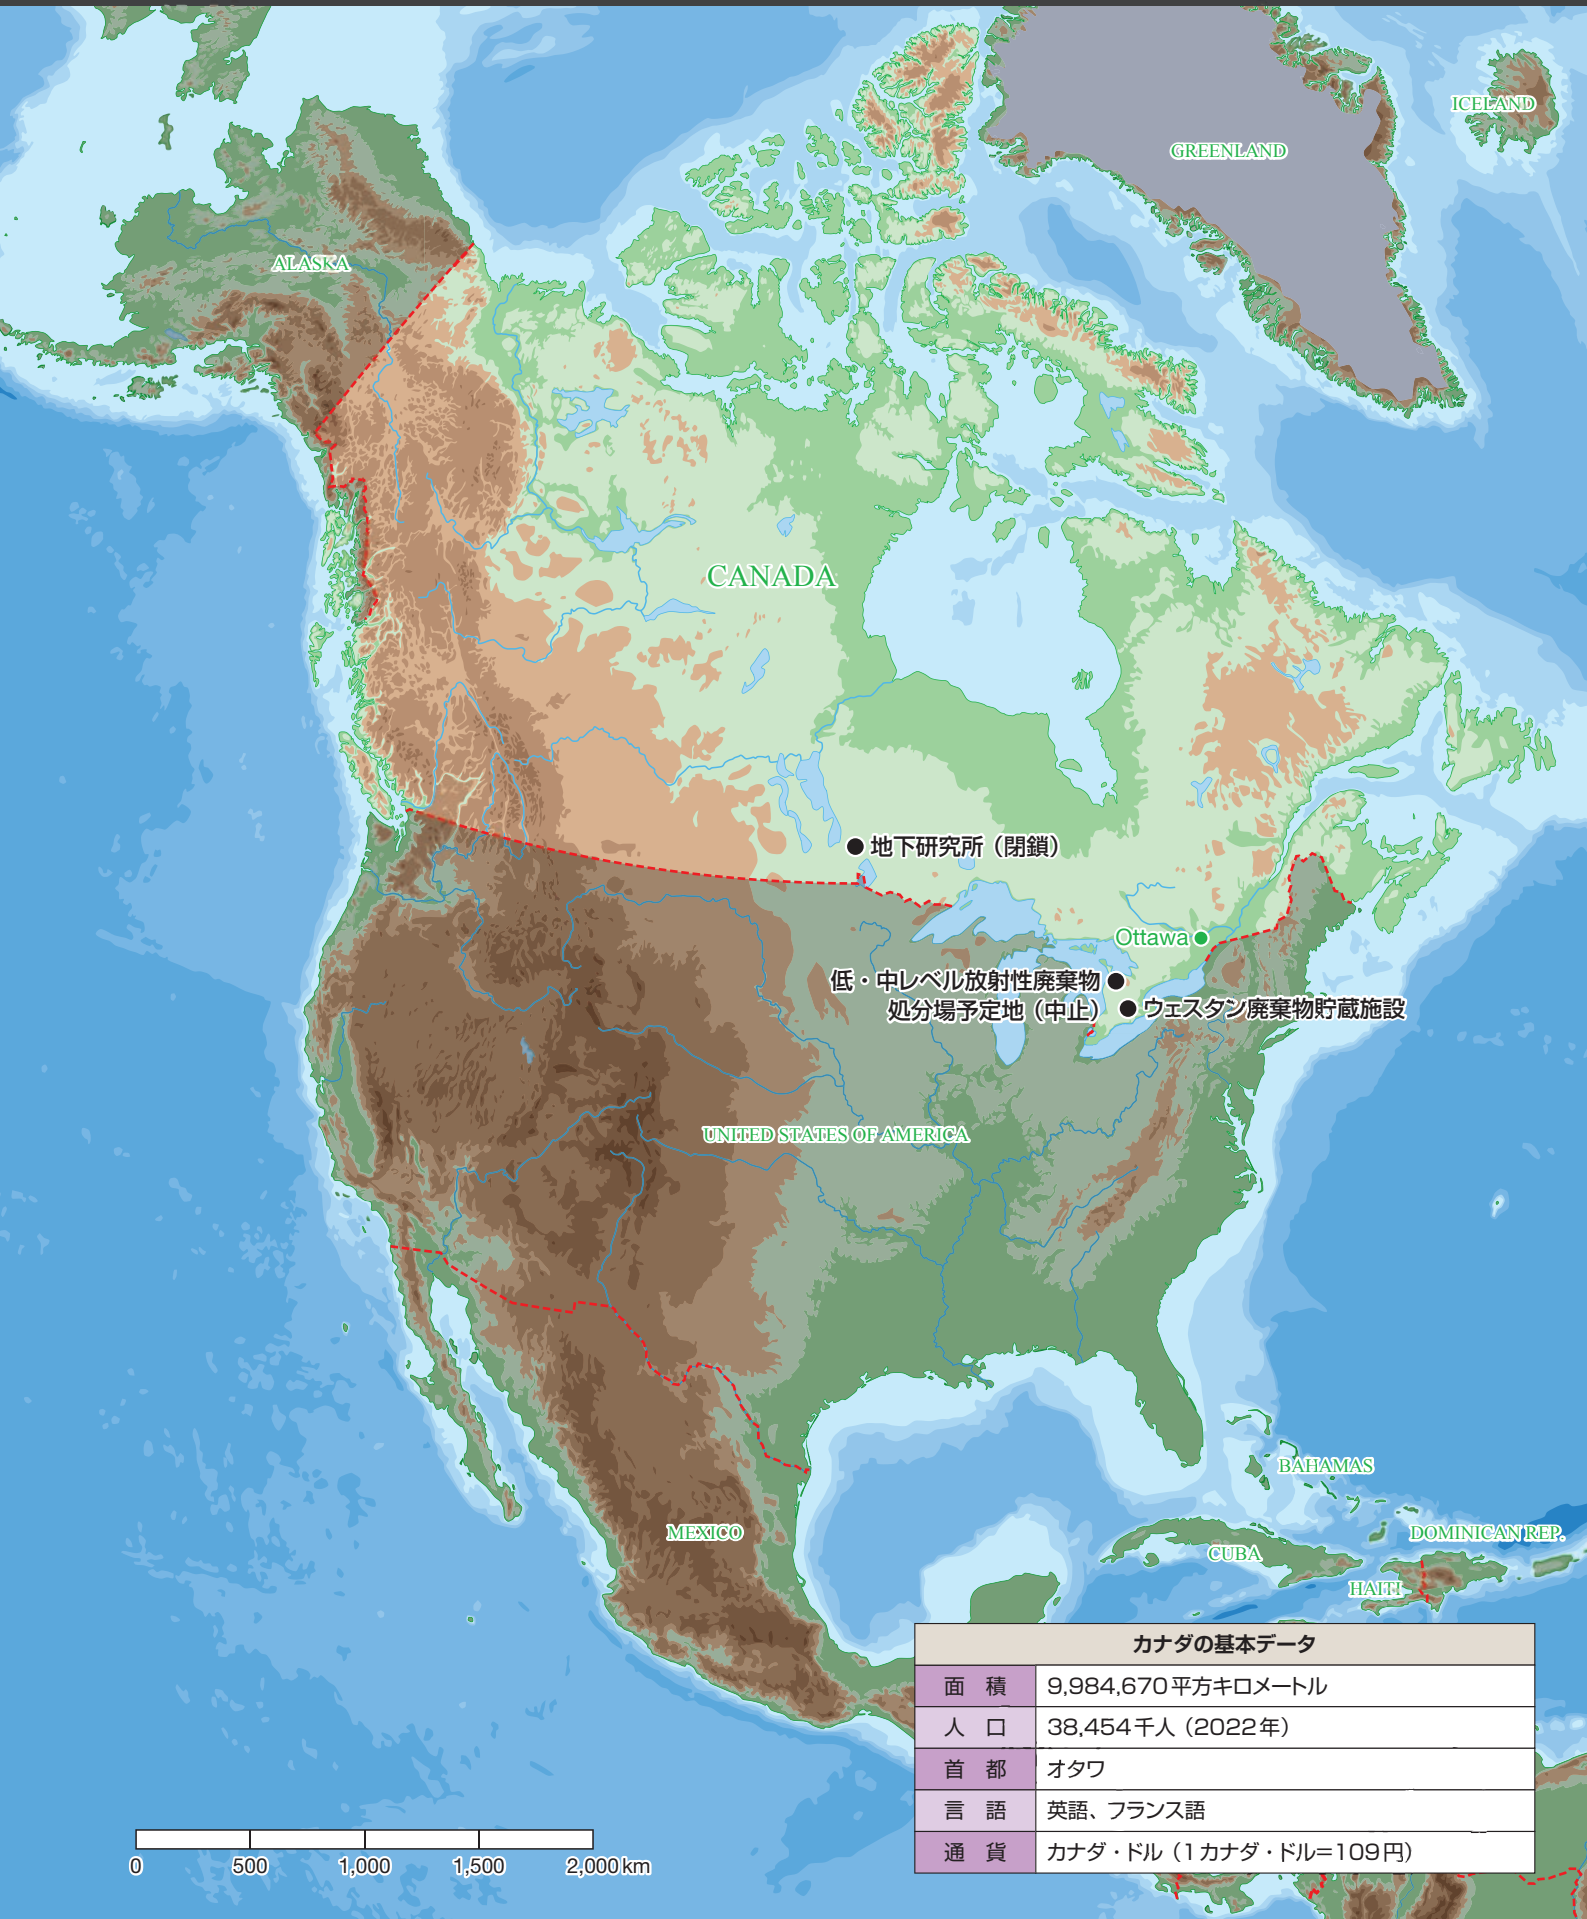 ICELAND
GREENLAND
ALASKA
CANADA
地下研究所（閉鎖）
Ottawa
低・中レベル放射性廃棄物
処分場予定地（中止）
ウェスタン廃棄物貯蔵施設
UNITED STATES OF AMERICA
BAHAMAS
MEXICO
DOMINICAN REP.
CUBA
HAITI
カナダの基本データ
面　積　9,984,670平方キロメートル
人　口　38,454千人（2022年）
首　都　オタワ
言　語　英語、フランス語
通　貨　カナダ・ドル（1カナダ・ドル＝109円）
0 500 1,000 1,500 2,000km